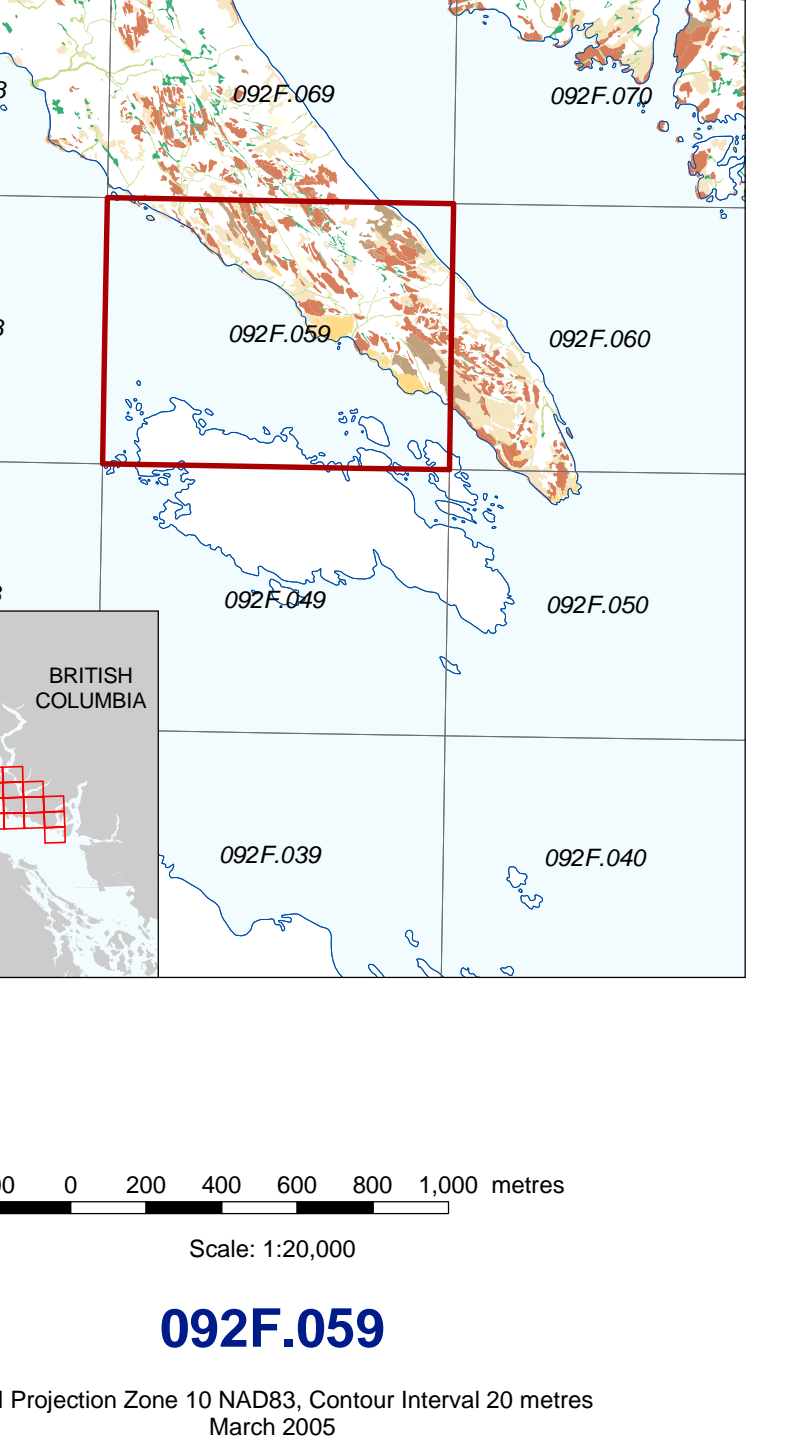 092F.069
092F.070
092F.059
092F.060
092F.049
092F.050
BRITISH
COLUMBIA
092F.039
092F.040
0 200 400 600 800 1,000 metres
Scale: 1:20,000
092F.059
Projection Zone 10 NAD83, Contour Interval 20 metres
March 2005